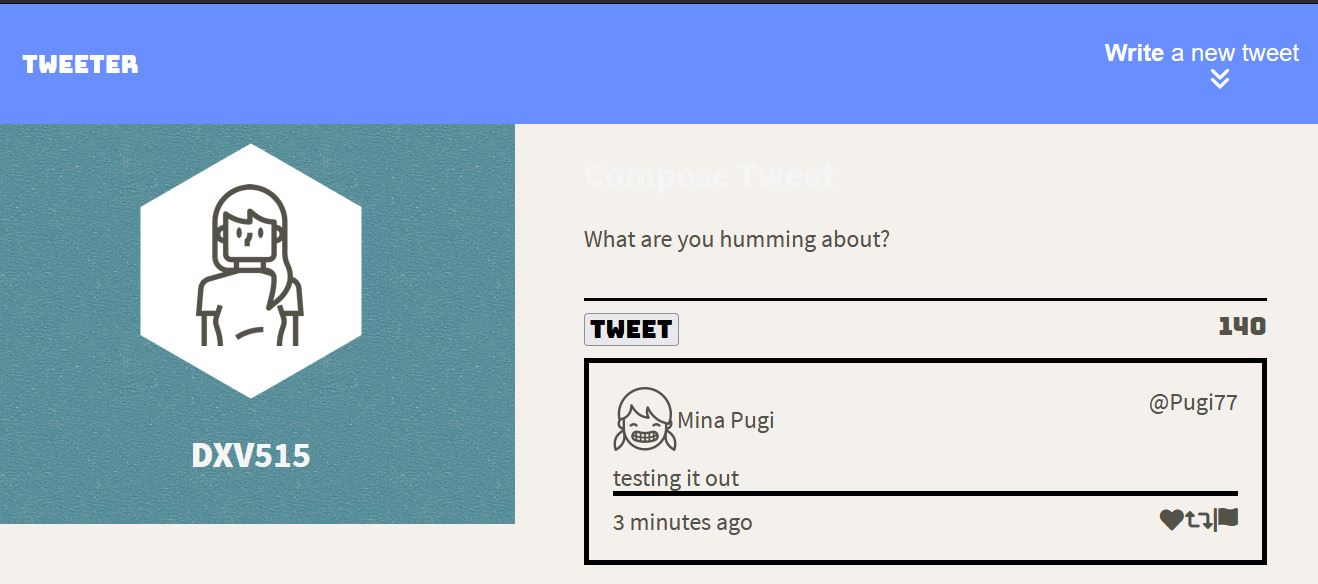 TWEETER
Write a new tweet
DXV515
Compose Tweet
What are you humming about?
TWEET
140
Mina Pugi
@Pugi77
testing it out
3 minutes ago